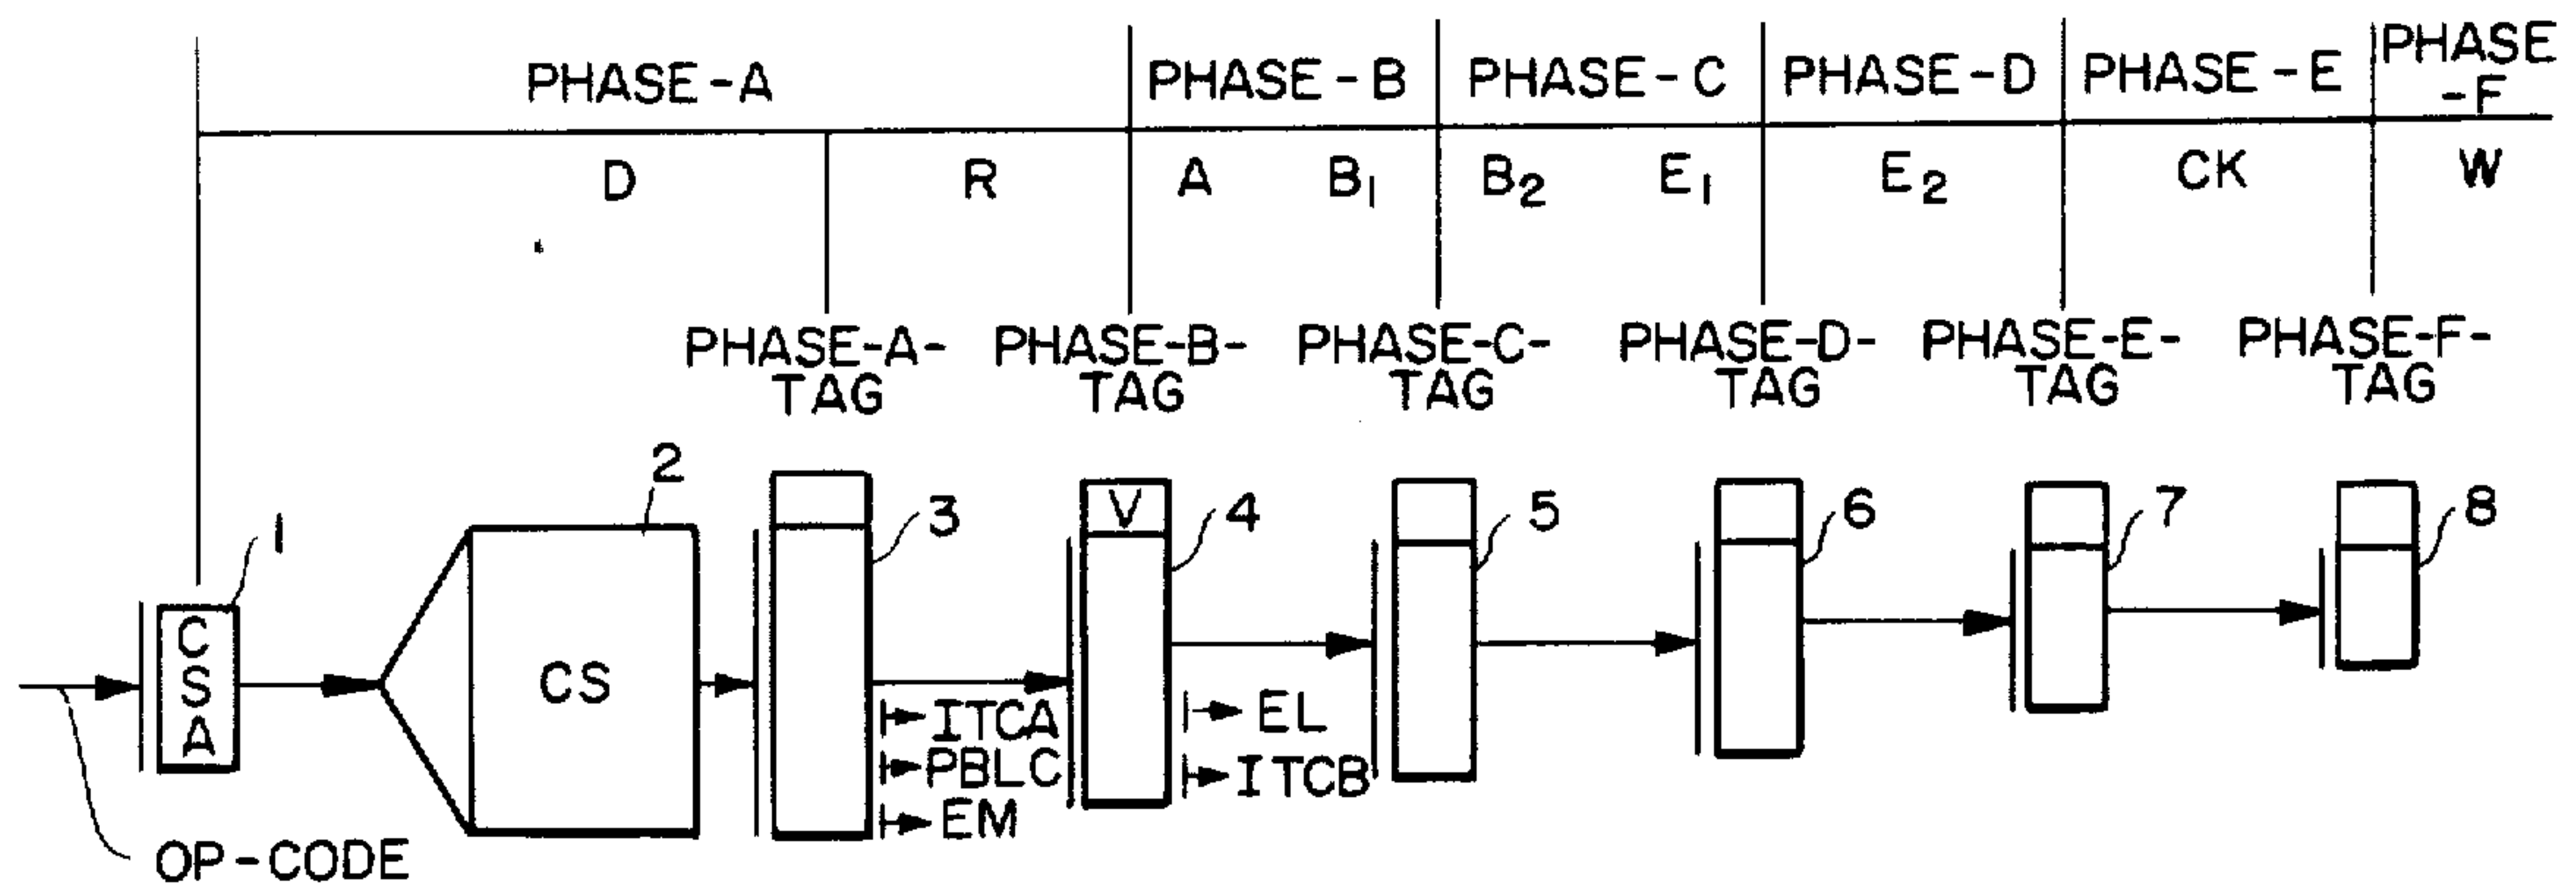 PHASE-A PHASE-B PHASE-C PHASE-D PHASE-E PHASE
-F
D R A B1 B2 E1 E2 CK W
PHASE-A- PHASE-B- PHASE-C- PHASE-D- PHASE-E- PHASE-F-
TAG TAG TAG TAG TAG TAG
1 2 3 4 5 6 7 8
V
CSA
CS
ITCA
PBLC
EM
EL
ITCB
OP-CODE